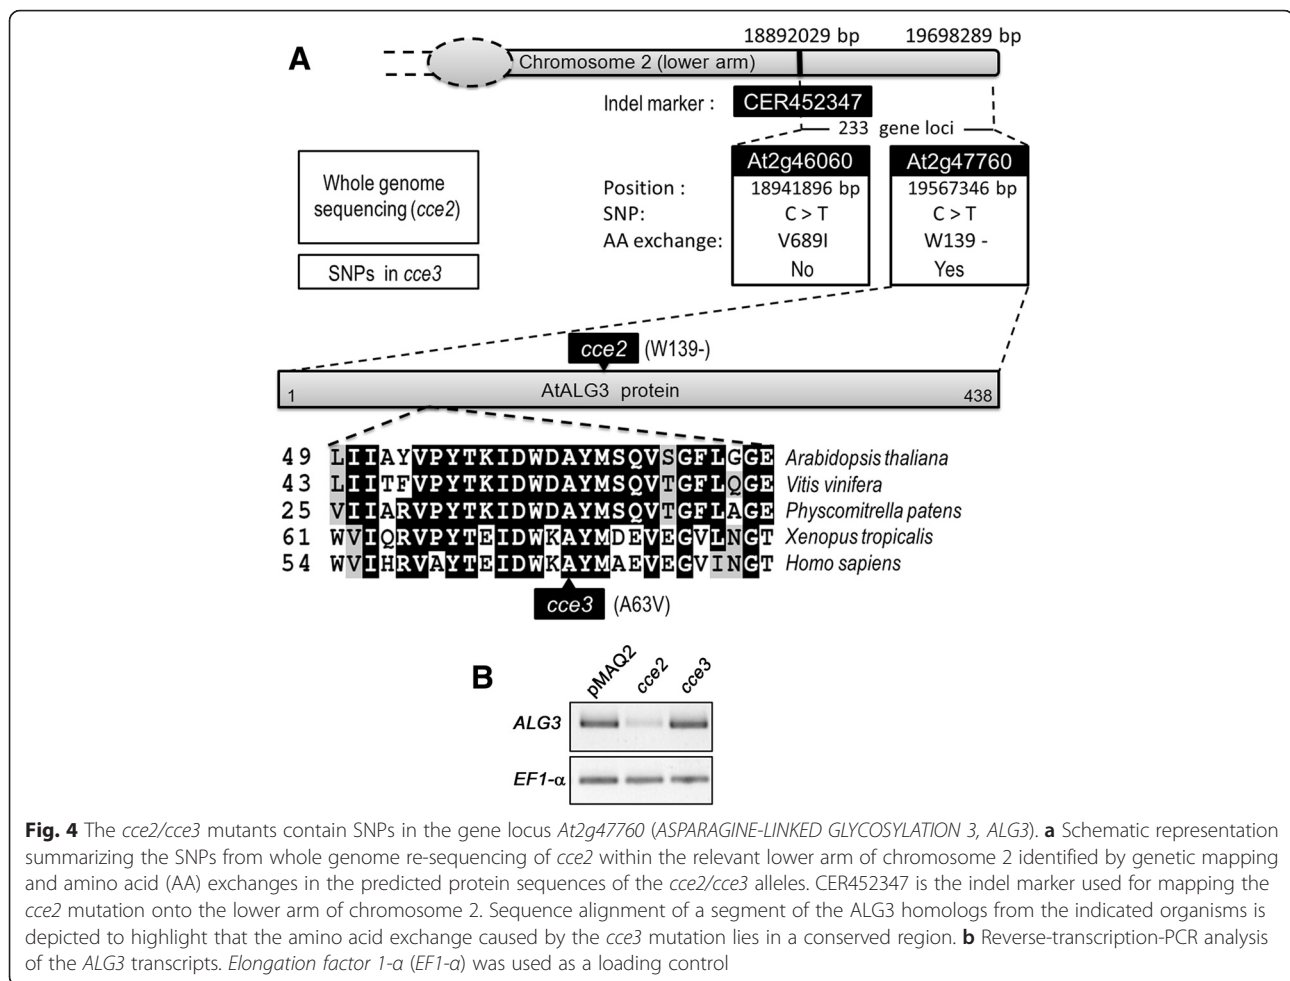 A
18892029 bp 19698289 bp
Chromosome 2 (lower arm)
Indel marker : CER452347
233 gene loci
Whole genome
sequencing (cce2)
SNPs in cce3
At2g46060 At2g47760
Position : 18941896 bp 19567346 bp
SNP: C > T C > T
AA exchange: V689I W139 -
No Yes
cce2 (W139-)
1 AtALG3 protein 438
49 LIIAYVPYTKIDWDAYMSQVSGFLGGE Arabidopsis thaliana
43 LIITFVPYTKIDWDAYMSQVTGFLQGE Vitis vinifera
25 VIIARVPYTKIDWDAYMSQVTGFLAGE Physcomitrella patens
61 WVIQRVPYTEIDWKAYMDEVEGVLNGT Xenopus tropicalis
54 WVIHRVAYTEIDWKAYMAEVEGVINGT Homo sapiens
cce3 (A63V)
B
pMAQ2 cce2 cce3
ALG3
EF1-α
Fig. 4 The cce2/cce3 mutants contain SNPs in the gene locus At2g47760 (ASPARAGINE-LINKED GLYCOSYLATION 3, ALG3). a Schematic representation
summarizing the SNPs from whole genome re-sequencing of cce2 within the relevant lower arm of chromosome 2 identified by genetic mapping
and amino acid (AA) exchanges in the predicted protein sequences of the cce2/cce3 alleles. CER452347 is the indel marker used for mapping the
cce2 mutation onto the lower arm of chromosome 2. Sequence alignment of a segment of the ALG3 homologs from the indicated organisms is
depicted to highlight that the amino acid exchange caused by the cce3 mutation lies in a conserved region. b Reverse-transcription-PCR analysis
of the ALG3 transcripts. Elongation factor 1-α (EF1-α) was used as a loading control